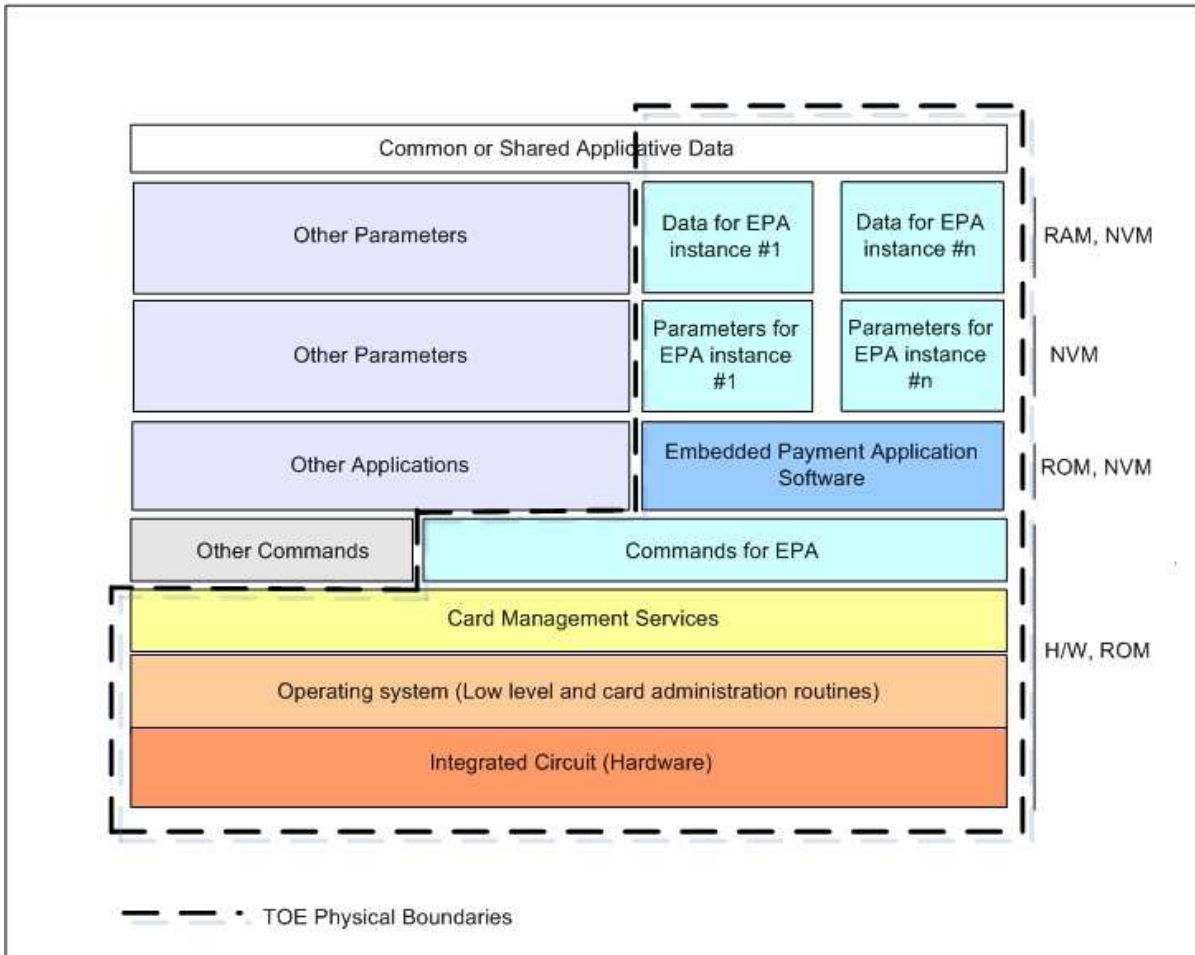 Common or Shared Applicative Data
Other Parameters
Data for EPA
instance #1
Data for EPA
instance #n
RAM, NVM
Other Parameters
Parameters for
EPA instance
#1
Parameters for
EPA instance
#n
NVM
Other Applications
Embedded Payment Application
Software
ROM, NVM
Other Commands
Commands for EPA
Card Management Services
H/W, ROM
Operating system (Low level and card administration routines)
Integrated Circuit (Hardware)
TOE Physical Boundaries